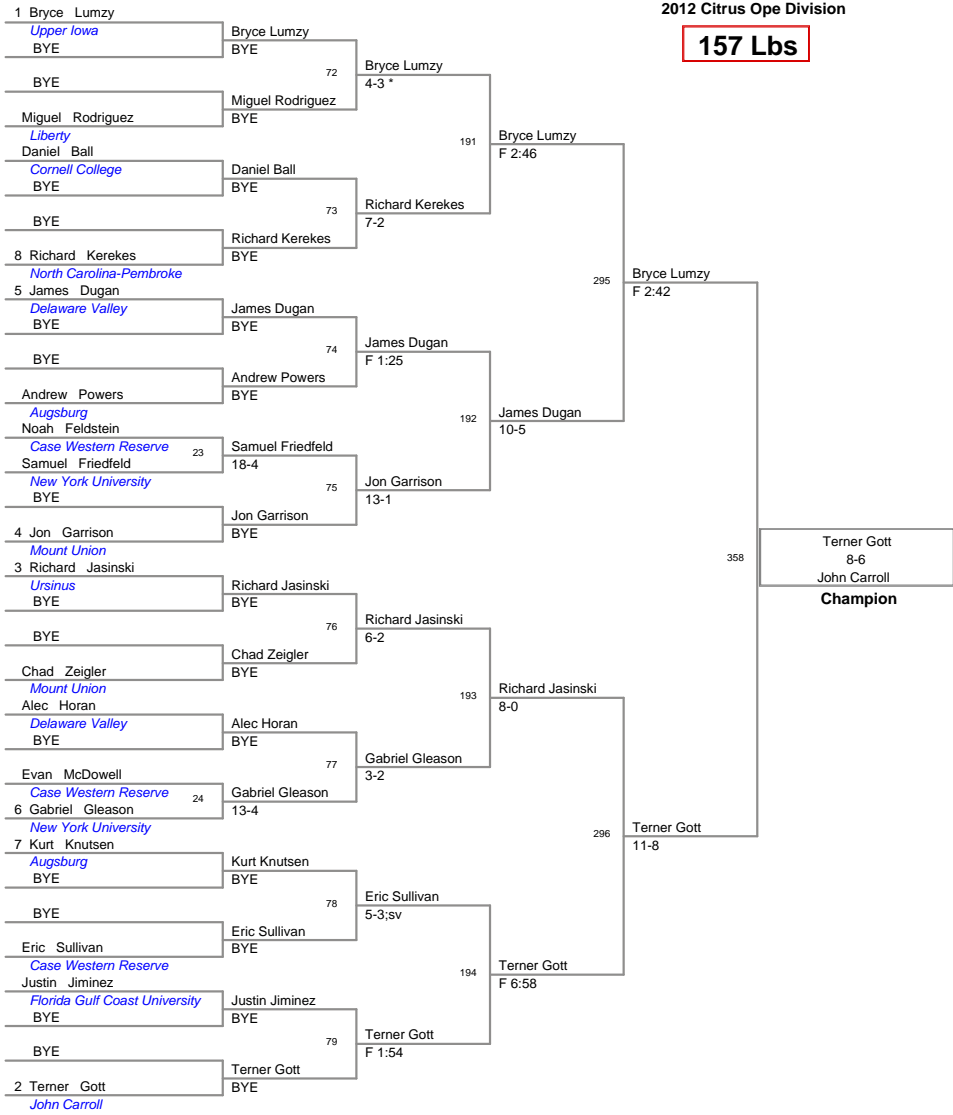 2012 Citrus Ope Division
157 Lbs
1 Bryce Lumzy
Upper Iowa
BYE
BYE
Miguel Rodriguez
Liberty
Daniel Ball
Cornell College
BYE
BYE
8 Richard Kerekes
North Carolina-Pembroke
5 James Dugan
Delaware Valley
BYE
BYE
Andrew Powers
Augsburg
Noah Feldstein
Case Western Reserve
23
Samuel Friedfeld
New York University
BYE
4 Jon Garrison
Mount Union
3 Richard Jasinski
Ursinus
BYE
BYE
Chad Zeigler
Mount Union
Alec Horan
Delaware Valley
BYE
Evan McDowell
Case Western Reserve
24
6 Gabriel Gleason
New York University
7 Kurt Knutsen
Augsburg
BYE
BYE
Eric Sullivan
Case Western Reserve
Justin Jiminez
Florida Gulf Coast University
BYE
BYE
2 Terner Gott
John Carroll
Bryce Lumzy
BYE
72
Miguel Rodriguez
BYE
Daniel Ball
BYE
73
Richard Kerekes
BYE
James Dugan
BYE
74
Andrew Powers
BYE
Samuel Friedfeld
18-4
75
Jon Garrison
BYE
Richard Jasinski
BYE
76
Chad Zeigler
BYE
Alec Horan
BYE
77
Gabriel Gleason
13-4
Kurt Knutsen
BYE
78
Eric Sullivan
BYE
Justin Jiminez
BYE
79
Terner Gott
BYE
Bryce Lumzy
4-3 *
191
Richard Kerekes
7-2
James Dugan
F 1:25
192
Jon Garrison
13-1
Richard Jasinski
6-2
193
Gabriel Gleason
3-2
Eric Sullivan
5-3;sv
194
Terner Gott
F 1:54
Bryce Lumzy
F 2:46
295
James Dugan
10-5
Richard Jasinski
8-0
296
Terner Gott
F 6:58
Bryce Lumzy
F 2:42
358
Terner Gott
11-8
Terner Gott
8-6
John Carroll
Champion